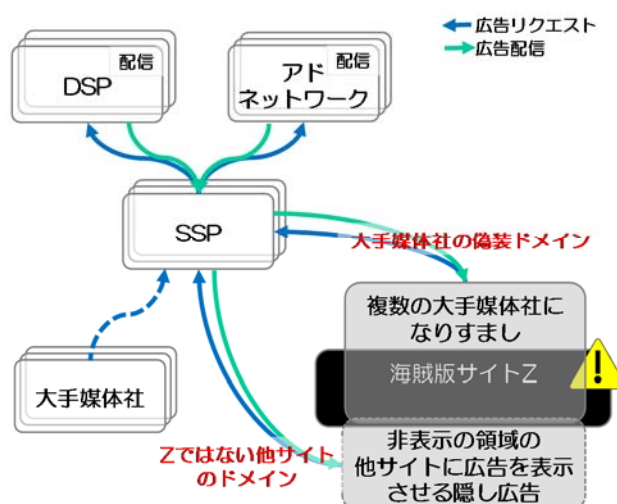 広告リクエスト
広告配信
配信
DSP
配信
アド
ネットワーク
SSP
大手媒体社の偽装ドメイン
複数の大手媒体社に
なりすまし
海賊版サイトZ
!
大手媒体社
Zではない他サイト
のドメイン
非表示の領域の
他サイトに広告を表示
させる隠し広告